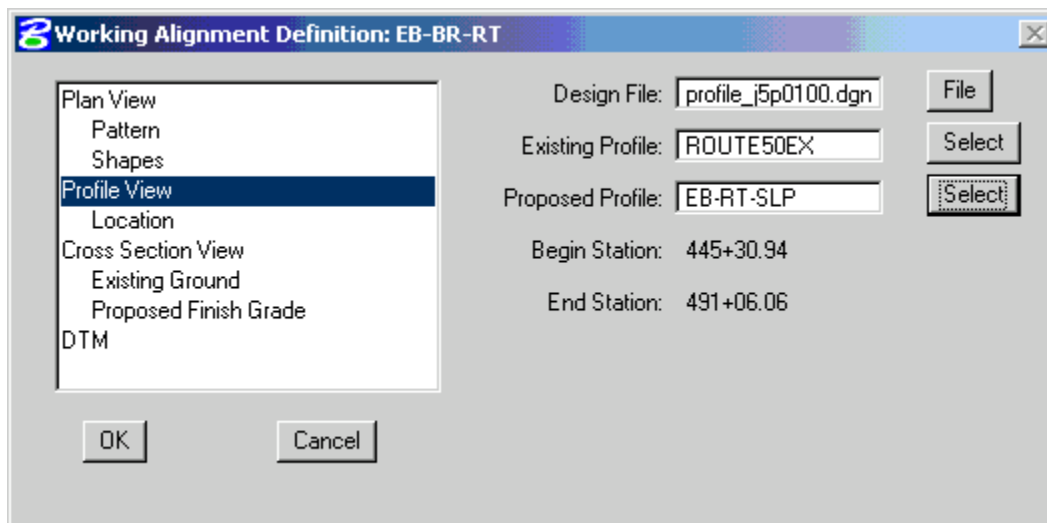 Working Alignment Definition: EB-BR-RT
Plan View
Pattern
Shapes
Profile View
Location
Cross Section View
Existing Ground
Proposed Finish Grade
DTM
Design File: profile_j5p0100.dgn File
Existing Profile: ROUTE50EX Select
Proposed Profile: EB-RT-SLP Select
Begin Station: 445+30.94
End Station: 491+06.06
OK Cancel